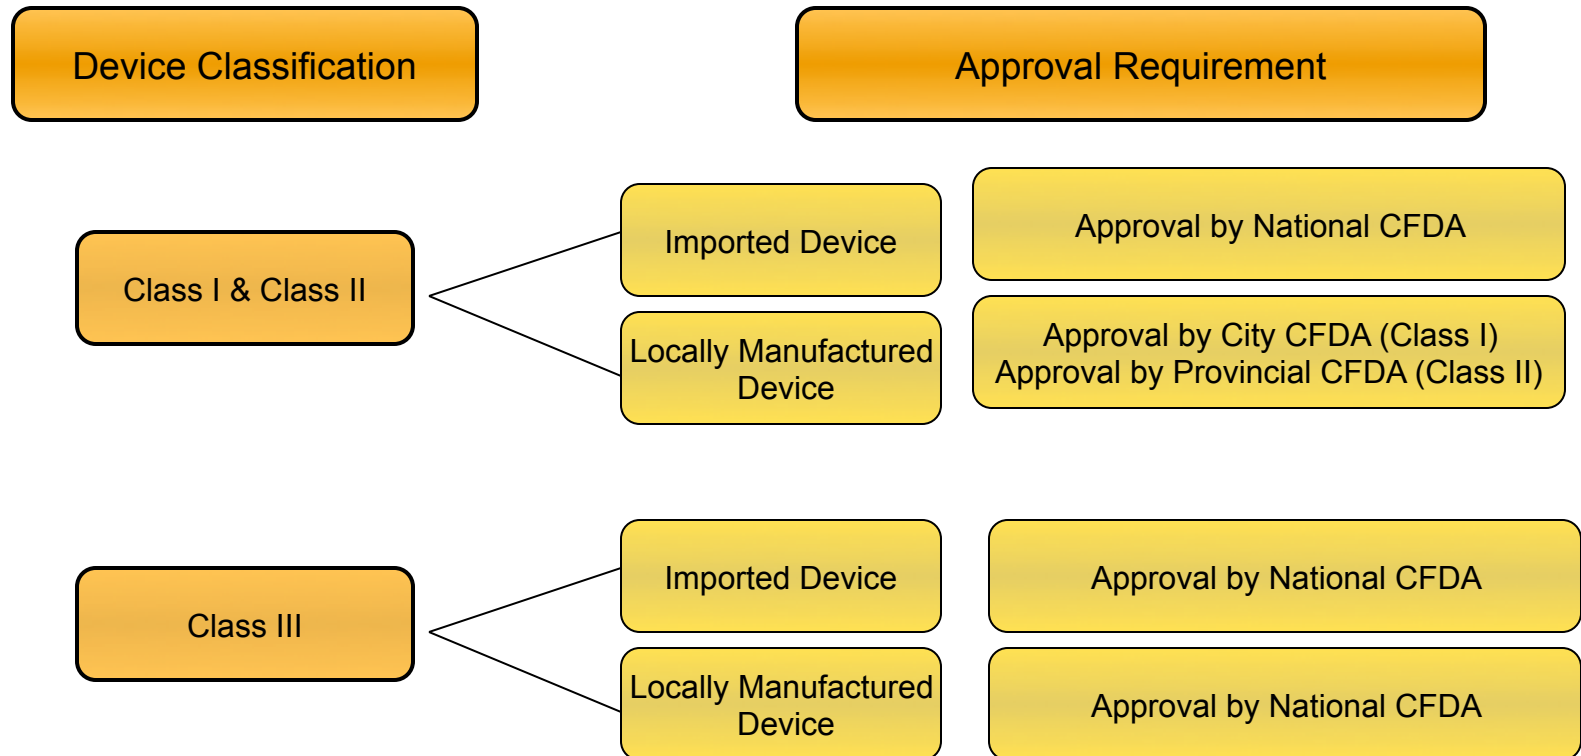 Device Classification
Approval Requirement
Class I & Class II
Imported Device
Approval by National CFDA
Locally Manufactured
Device
Approval by City CFDA (Class I)
Approval by Provincial CFDA (Class II)
Class III
Imported Device
Approval by National CFDA
Locally Manufactured
Device
Approval by National CFDA